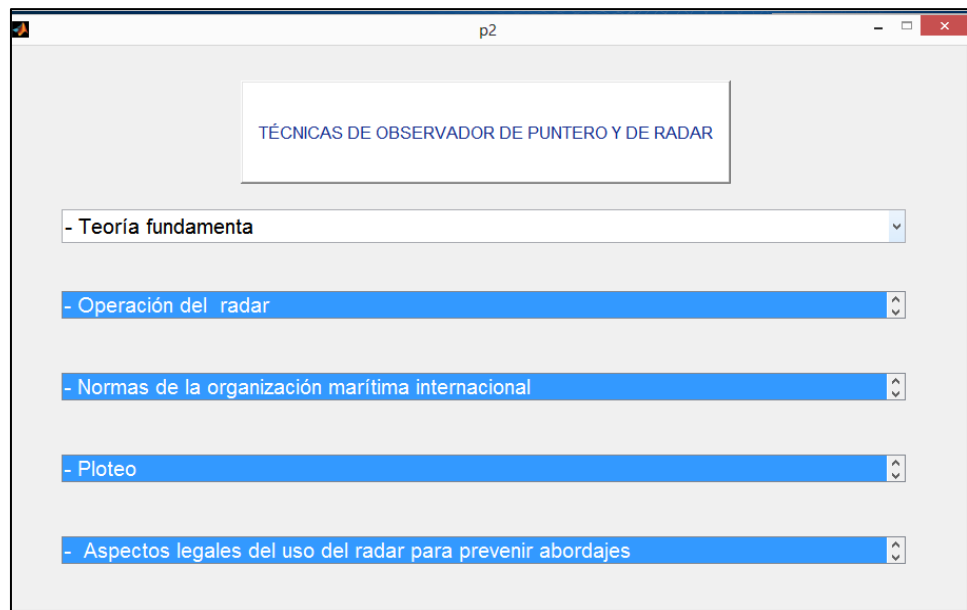 p2
TÉCNICAS DE OBSERVADOR DE PUNTERO Y DE RADAR
- Teoría fundamenta
- Operación del  radar
- Normas de la organización marítima internacional
- Ploteo
-  Aspectos legales del uso del radar para prevenir abordajes